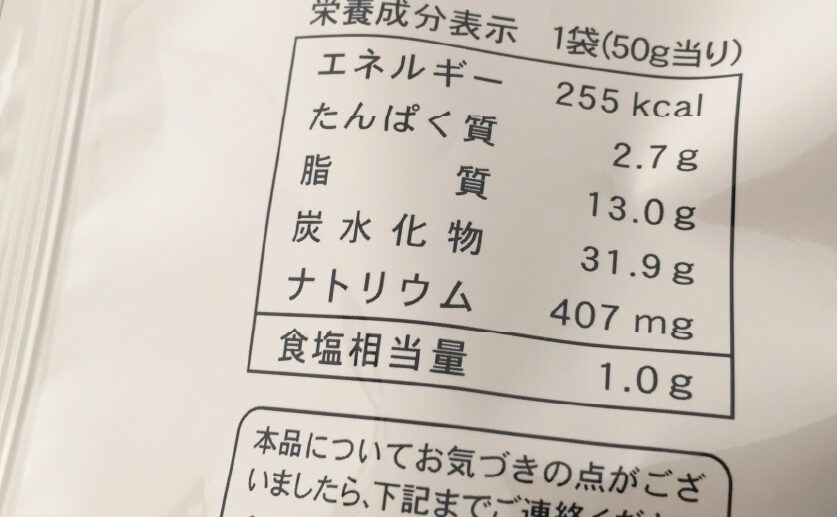 栄養成分表示 1袋(50g当り)
エネルギー 255 kcal
たんぱく質 2.7 g
脂質 13.0 g
炭水化物 31.9 g
ナトリウム 407 mg
食塩相当量 1.0 g
本品についてお気づきの点がござ
いましたら、下記までご連絡くださ